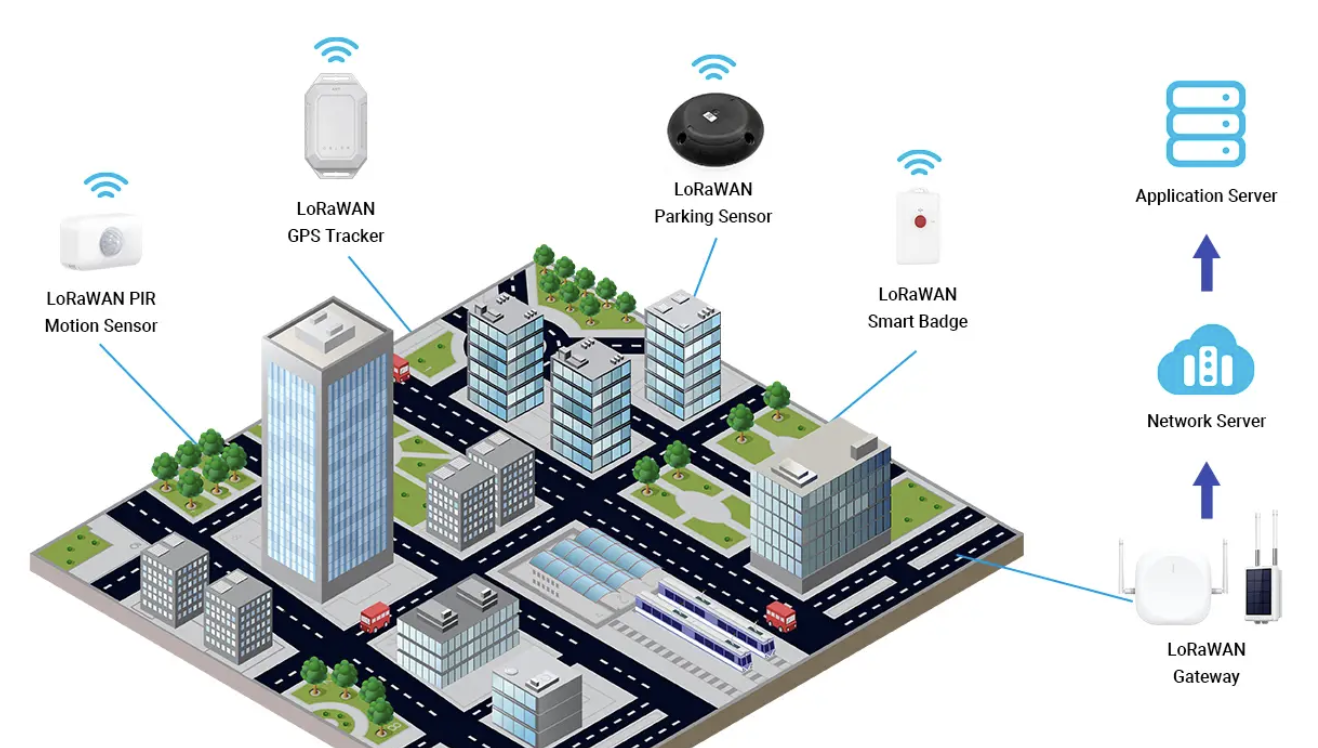 LoRaWAN PIR
Motion Sensor
LoRaWAN
GPS Tracker
LoRaWAN
Parking Sensor
LoRaWAN
Smart Badge
Application Server
Network Server
LoRaWAN
Gateway